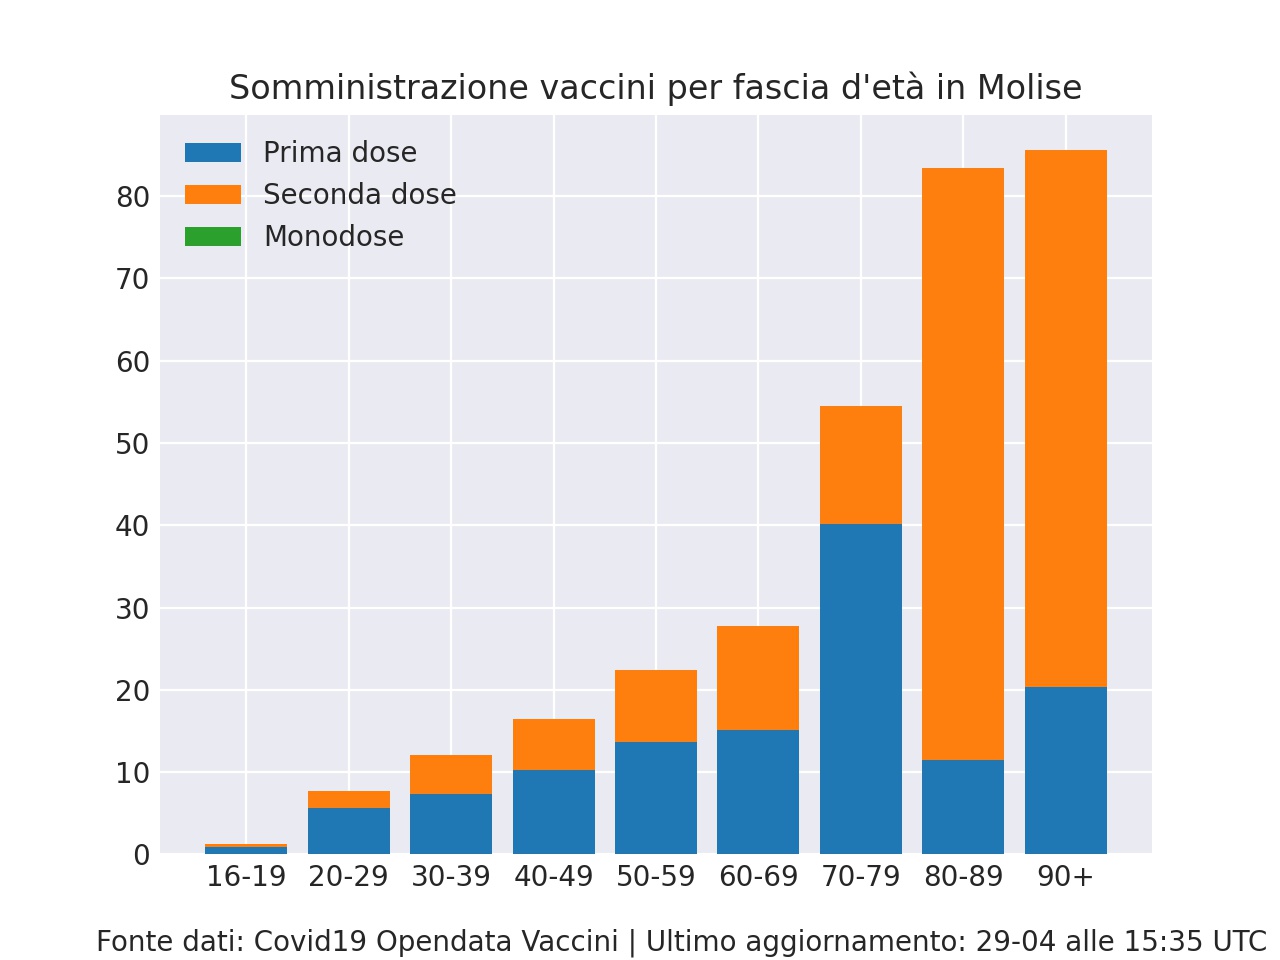 Somministrazione vaccini per fascia d'età in Molise
Prima dose
Seconda dose
Monodose
80
70
60
50
40
30
20
10
0
16-19 20-29 30-39 40-49 50-59 60-69 70-79 80-89 90+
Fonte dati: Covid19 Opendata Vaccini | Ultimo aggiornamento: 29-04 alle 15:35 UTC